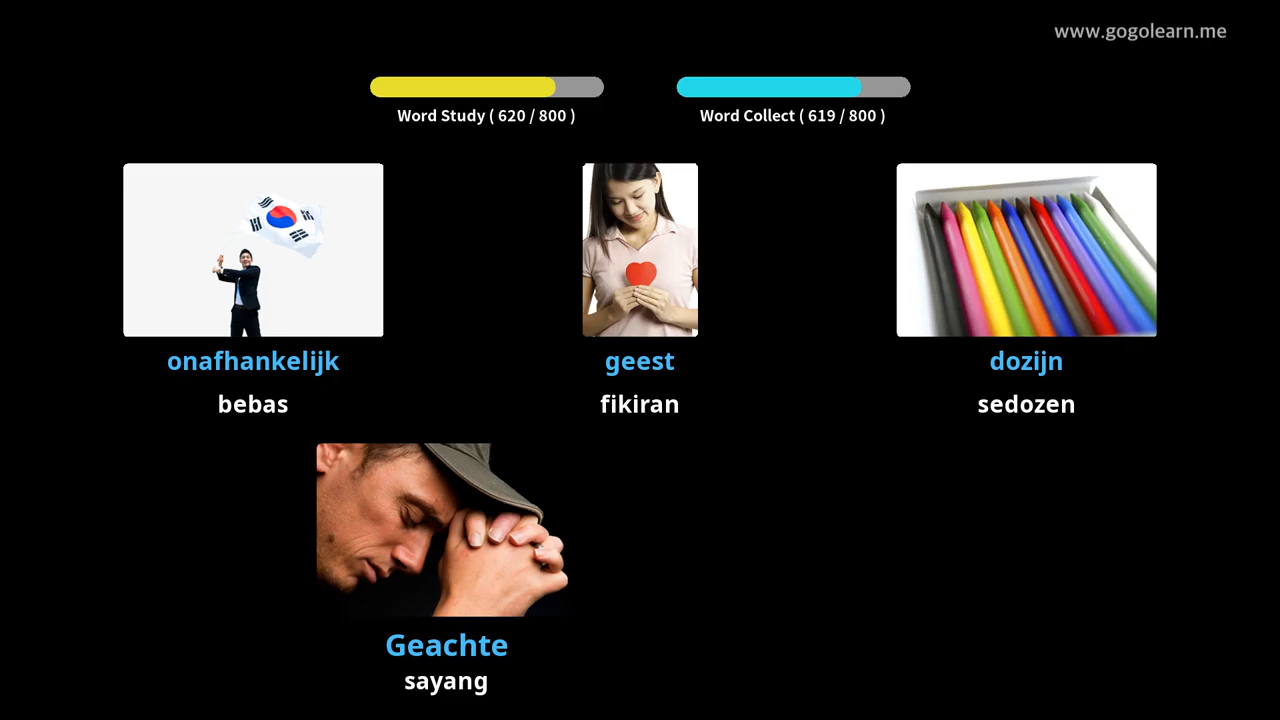 www.gogolearn.me
Word Study ( 620 / 800 )
Word Collect ( 619 / 800 )
onafhankelijk
bebas
geest
fikiran
dozijn
sedozen
Geachte
sayang